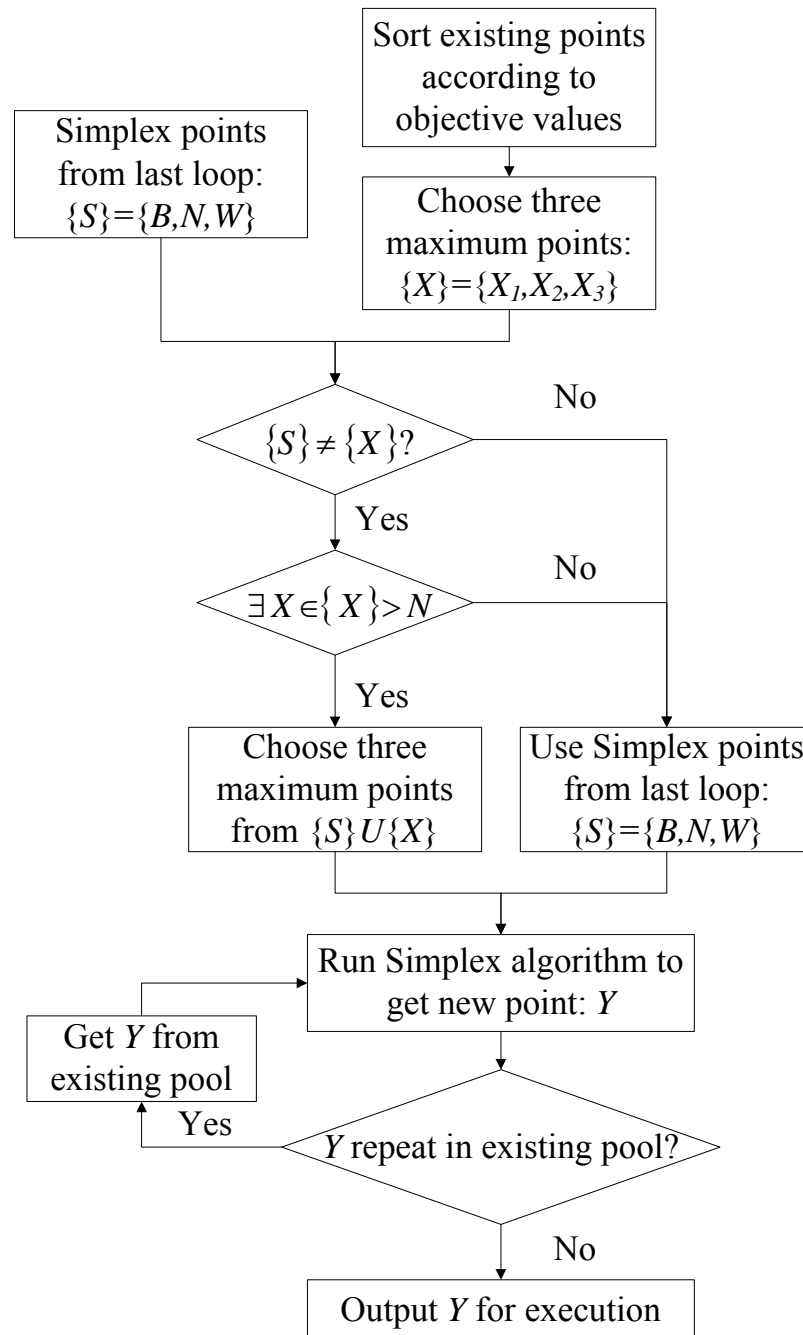 Sort existing points
according to
objective values
Simplex points
from last loop:
{S}={B,N,W}
Choose three
maximum points:
{X}={X₁,X₂,X₃}
{S} ≠ {X}?
No
Yes
∃ X ∈ { X } > N
No
Yes
Choose three
maximum points
from {S} U {X}
Use Simplex points
from last loop:
{S}={B,N,W}
Run Simplex algorithm to
get new point: Y
Get Y from
existing pool
Yes
Y repeat in existing pool?
No
Output Y for execution